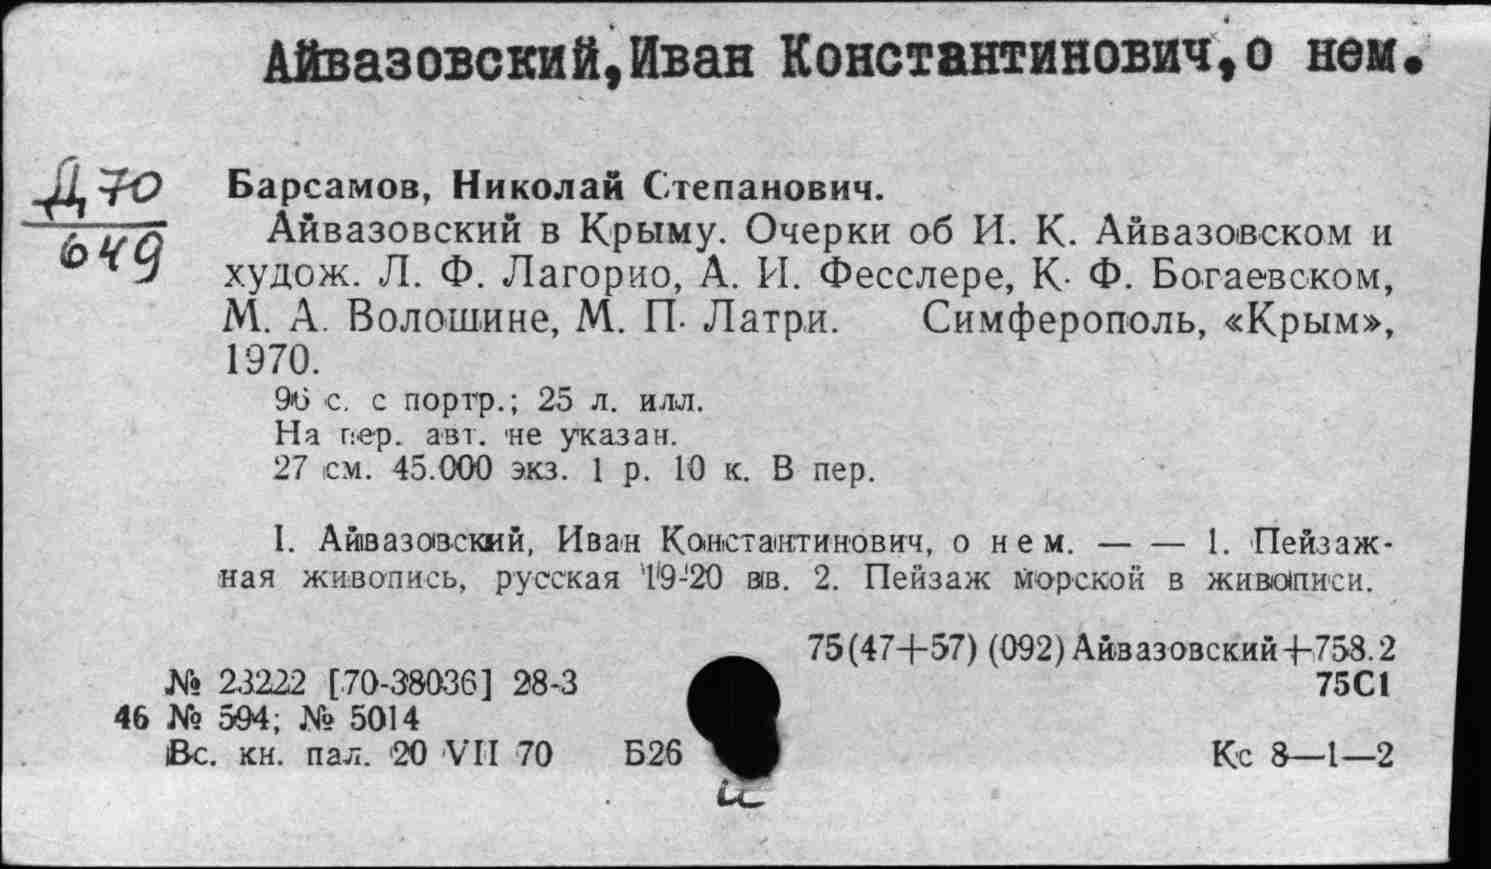 Айвазовский, Иван Константинович, о нем.
Д70
649
Барсамов, Николай Степанович.
Айвазовский в Крыму. Очерки об И. К. Айвазовском и
худож. Л. Ф. Лагорио, А. И. Фесслере, К. Ф. Богаевском,
М. А. Волошине, М. П. Латри. Симферополь, «Крым»,
1970.
96 с. с портр.; 25 л. илл.
На пер. авт. не указан.
27 см. 45.000 экз. 1 р. 10 к. В пер.
I. Айвазовский, Иван Константинович, о нем. — — 1. Пейзаж-
ная живопись, русская 19-20 вв. 2. Пейзаж морской в живописи.
75(47+57) (092) Айвазовский+758.2
№ 23222 [70-38036] 28-3
75С1
46 № 594; № 5014
Вс. кн. пал. 20 VII 70 Б26
Кс 8—1—2